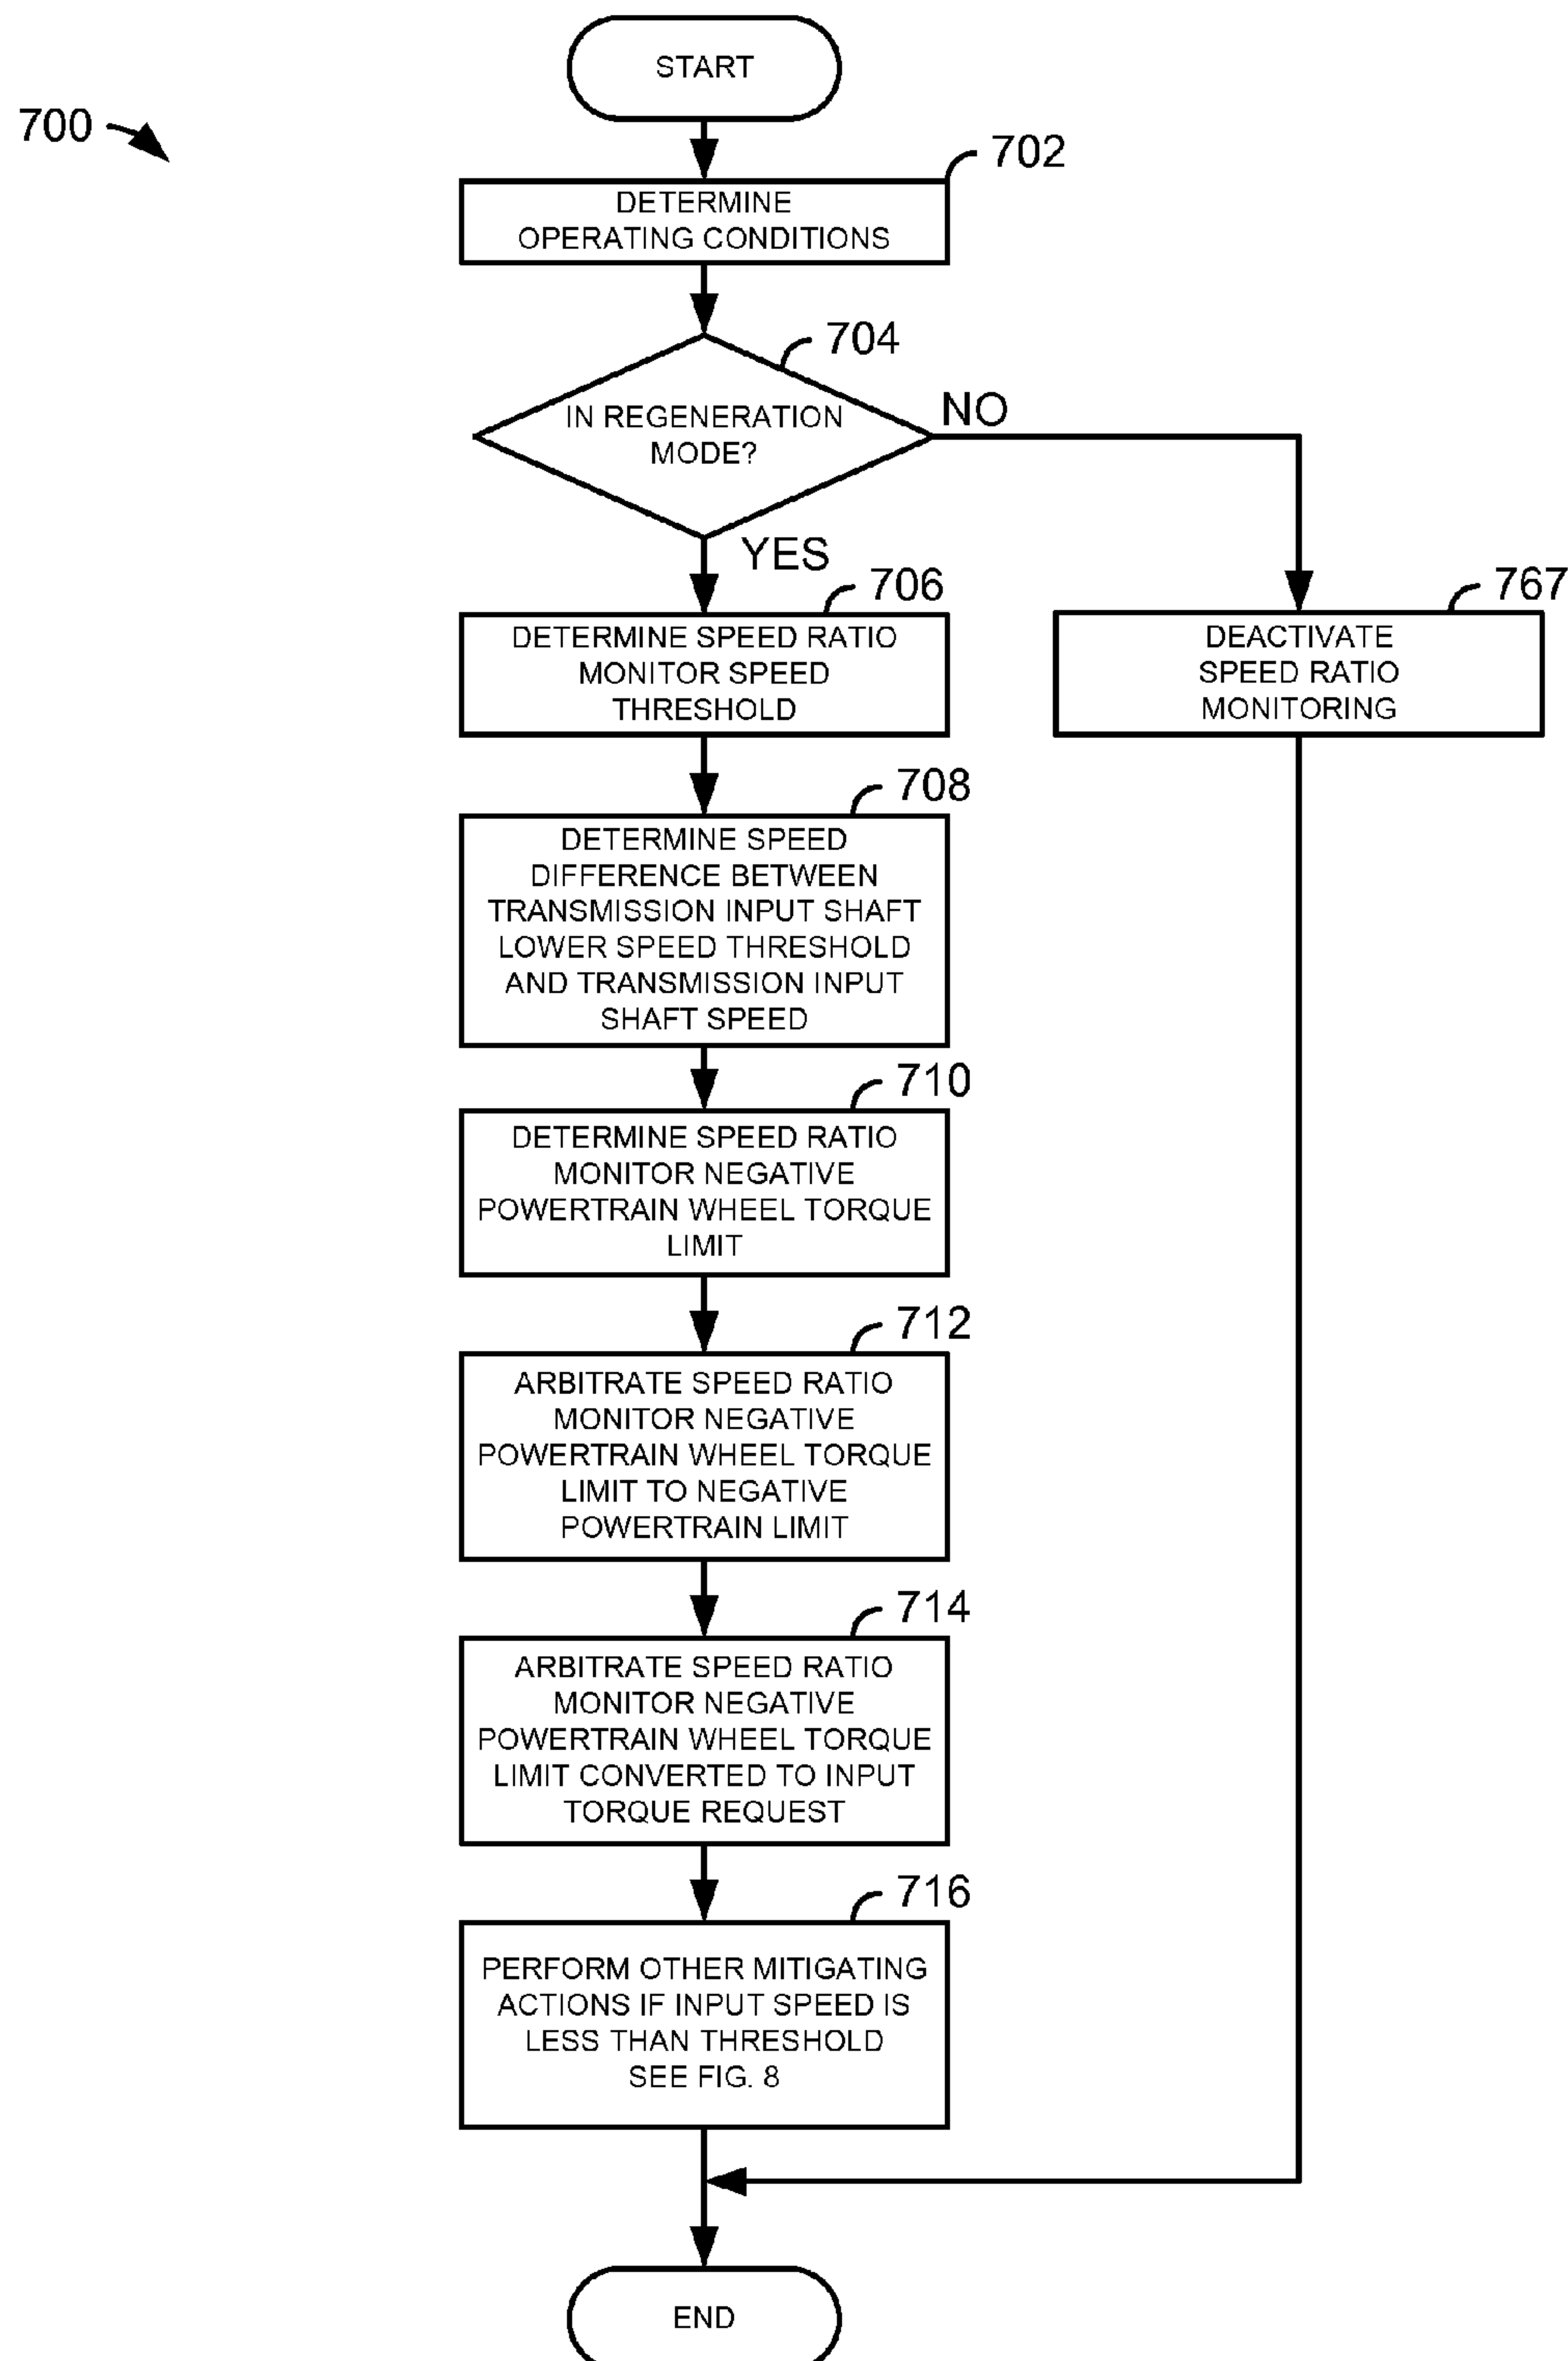 START
700
702
DETERMINE
OPERATING CONDITIONS
704
IN REGENERATION
MODE?
NO
YES
706
DETERMINE SPEED RATIO
MONITOR SPEED
THRESHOLD
767
DEACTIVATE
SPEED RATIO
MONITORING
708
DETERMINE SPEED
DIFFERENCE BETWEEN
TRANSMISSION INPUT SHAFT
LOWER SPEED THRESHOLD
AND TRANSMISSION INPUT
SHAFT SPEED
710
DETERMINE SPEED RATIO
MONITOR NEGATIVE
POWERTRAIN WHEEL TORQUE
LIMIT
712
ARBITRATE SPEED RATIO
MONITOR NEGATIVE
POWERTRAIN WHEEL TORQUE
LIMIT TO NEGATIVE
POWERTRAIN LIMIT
714
ARBITRATE SPEED RATIO
MONITOR NEGATIVE
POWERTRAIN WHEEL TORQUE
LIMIT CONVERTED TO INPUT
TORQUE REQUEST
716
PERFORM OTHER MITIGATING
ACTIONS IF INPUT SPEED IS
LESS THAN THRESHOLD
SEE FIG. 8
END